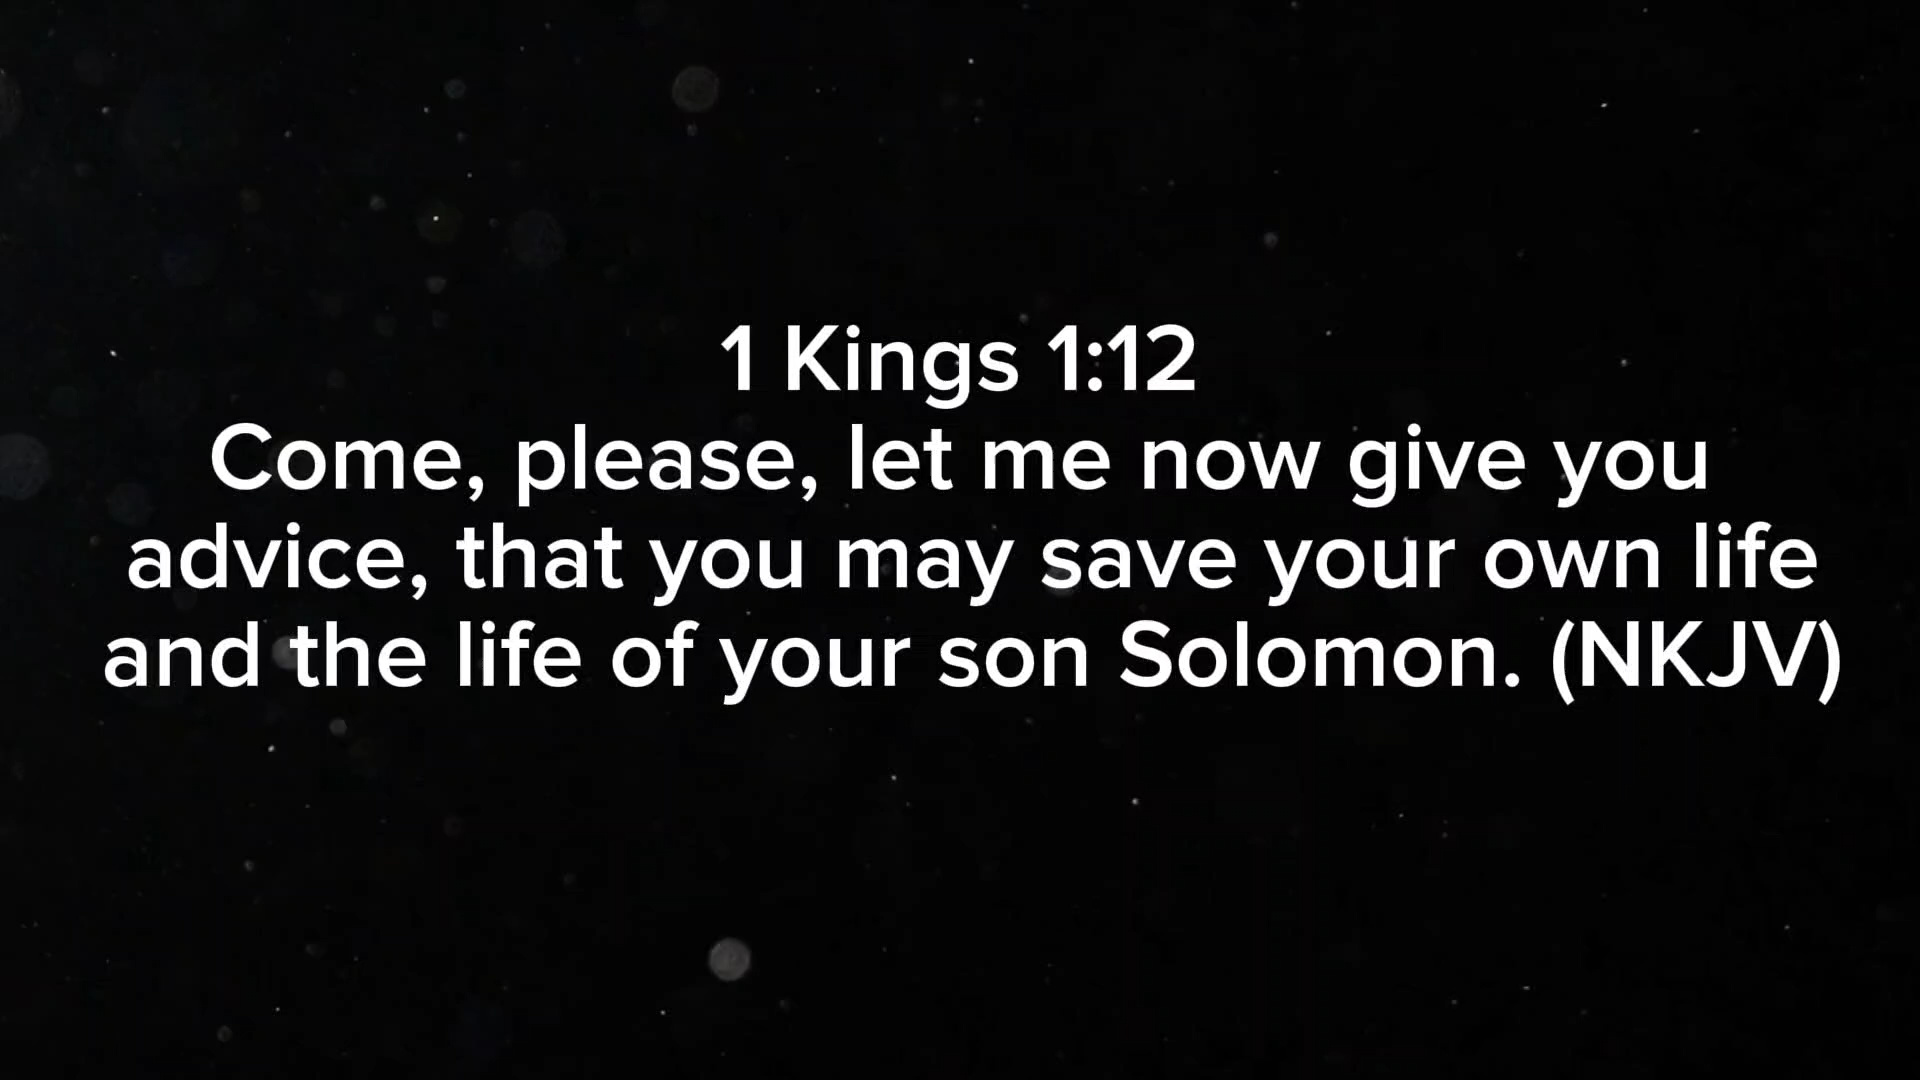 1 Kings 1:12
Come, please, let me now give you
advice, that you may save your own life
and the life of your son Solomon. (NKJV)